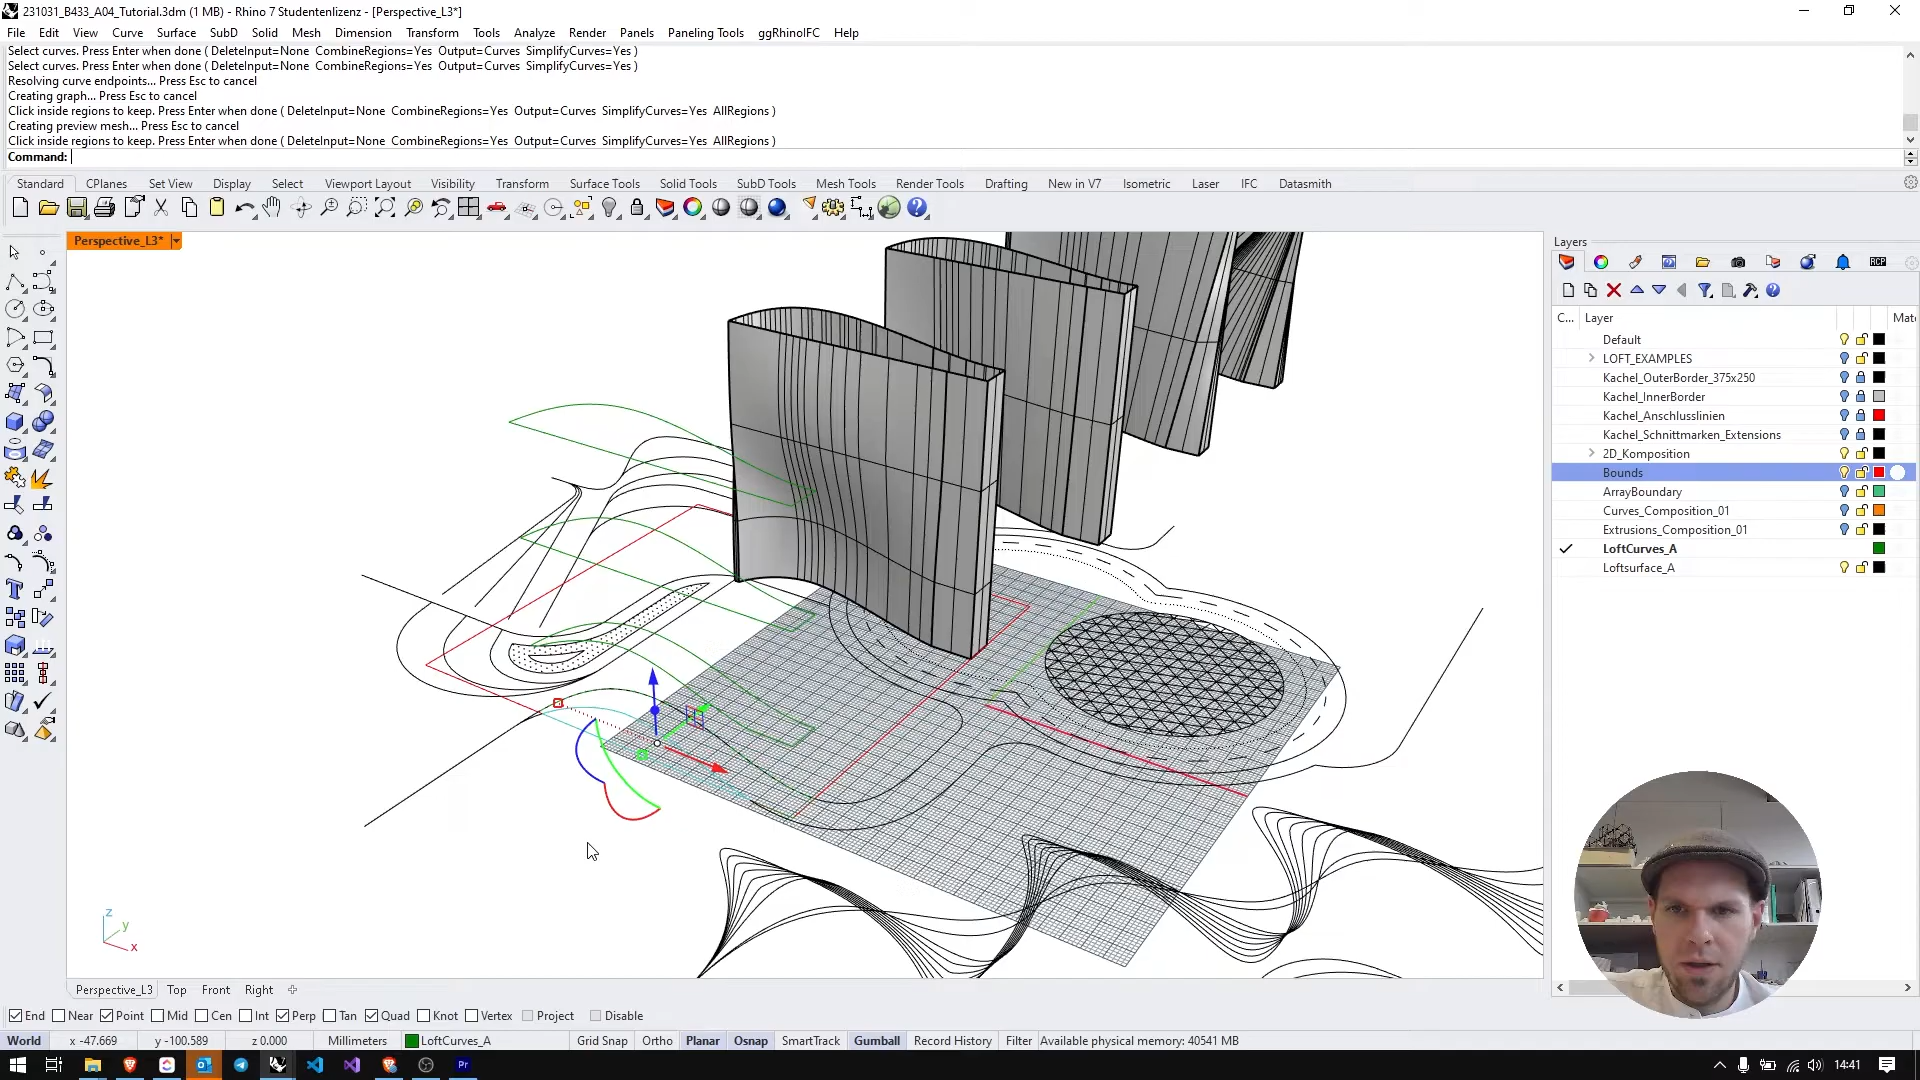 231031_B433_A04_Tutorial.3dm (1 MB) - Rhino 7 Studentenlizenz - [Perspective_L3*]
File Edit View Curve Surface SubD Solid Mesh Dimension Transform Tools Analyze Render Panels Paneling Tools ggRhinoIFC Help
Select curves. Press Enter when done ( DeleteInput=None CombineRegions=Yes Output=Curves SimplifyCurves=Yes )
Select curves. Press Enter when done ( DeleteInput=None CombineRegions=Yes Output=Curves SimplifyCurves=Yes )
Resolving curve endpoints... Press Esc to cancel
Creating graph... Press Esc to cancel
Click inside regions to keep. Press Enter when done ( DeleteInput=None CombineRegions=Yes Output=Curves SimplifyCurves=Yes AllRegions )
Creating preview mesh... Press Esc to cancel
Click inside regions to keep. Press Enter when done ( DeleteInput=None CombineRegions=Yes Output=Curves SimplifyCurves=Yes AllRegions )
Command:
Standard CPlanes Set View Display Select Viewport Layout Visibility Transform Surface Tools Solid Tools SubD Tools Mesh Tools Render Tools Drafting New in V7 Isometric Laser IFC Datasmith
Perspective_L3*
Layers
RCP
C... Layer Mate
Default
LOFT_EXAMPLES
Kachel_OuterBorder_375x250
Kachel_InnerBorder
Kachel_Anschlusslinien
Kachel_Schnittmarken_Extensions
2D_Komposition
Bounds
ArrayBoundary
Curves_Composition_01
Extrusions_Composition_01
LoftCurves_A
Loftsurface_A
z
y
x
Perspective_L3 Top Front Right
End Near Point Mid Cen Int Perp Tan Quad Knot Vertex Project Disable
World x -47.669 y -100.589 z 0.000 Millimeters LoftCurves_A Grid Snap Ortho Planar Osnap SmartTrack Gumball Record History Filter Available physical memory: 40541 MB
Pr 14:41